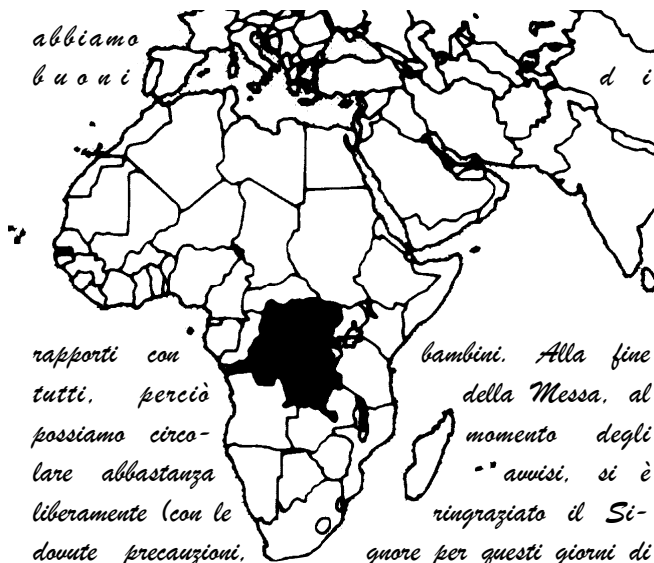 abbiamo
buoni
rapporti con
tutti, perciò
possiamo circo-
lare abbastanza
liberamente (con le
dovute precauzioni,
di
bambini. Alla fine
della Messa, al
momento degli
avvisi, si è
ringraziato il Si-
gnore per questi giorni di